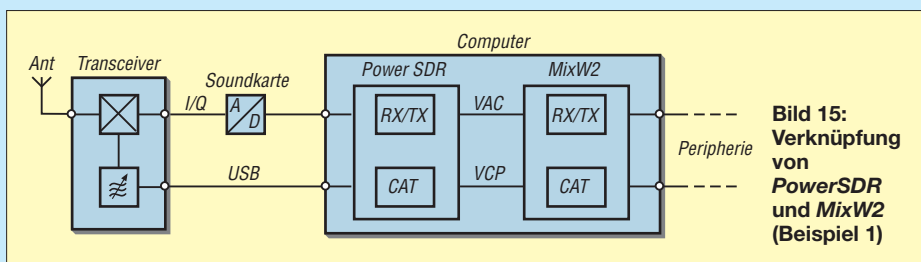 Computer
Ant
Transceiver
Soundkarte
Power SDR
MixW2
I/Q
A
D
RX/TX
VAC
RX/TX
USB
CAT
VCP
CAT
Peripherie
Bild 15:
Verknüpfung
von
PowerSDR
und MixW2
(Beispiel 1)